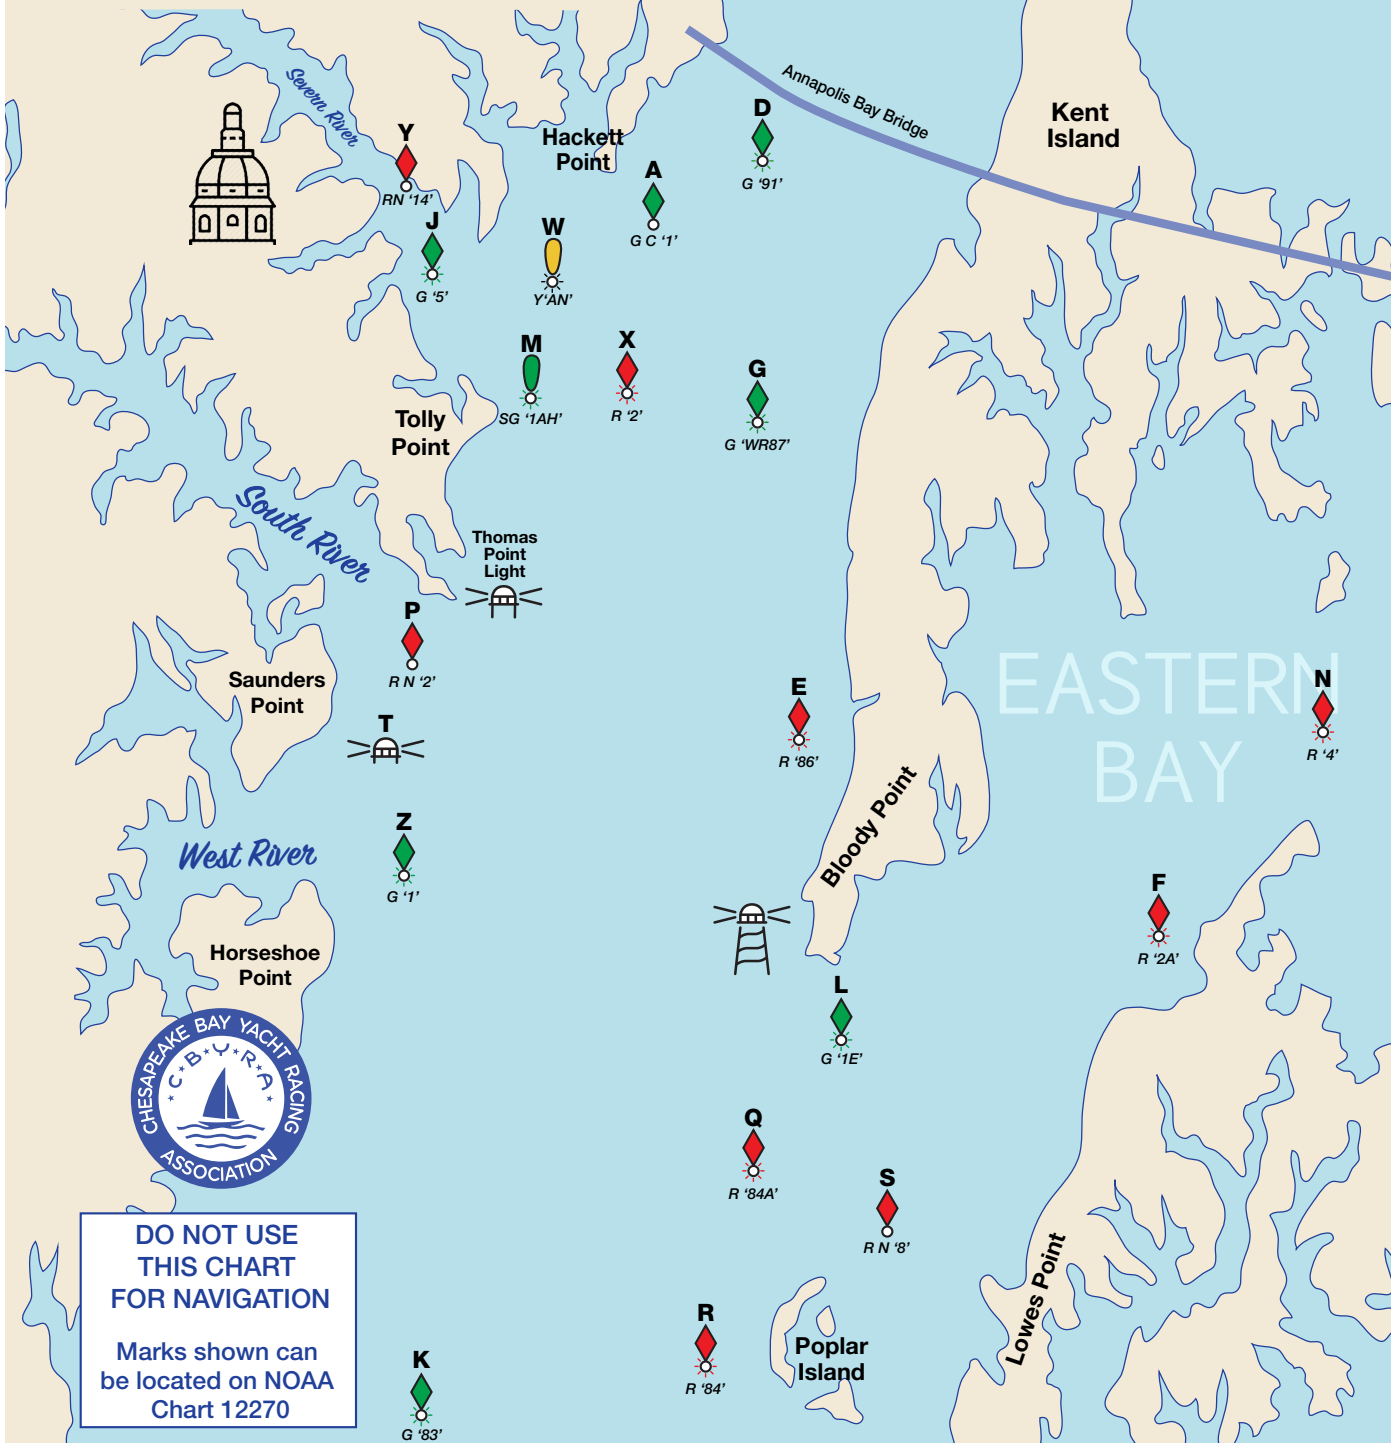 Severn River
Annapolis Bay Bridge
Kent
Island
D
G '91'
Y
RN '14'
Hackett
Point
A
G C '1'
J
G '5'
W
Y'AN'
M
SG '1AH'
X
R '2'
G
G 'WR87'
Tolly
Point
South River
Thomas
Point
Light
P
R N '2'
EASTERN
BAY
Saunders
Point
E
R '86'
N
R '4'
T
Bloody Point
Z
G '1'
West River
F
R '2A'
Horseshoe
Point
L
G '1E'
CHESAPEAKE BAY YACHT RACING
ASSOCIATION
C★B★Y★R★A
Q
R '84A'
S
R N '8'
DO NOT USE
THIS CHART
FOR NAVIGATION
Marks shown can
be located on NOAA
Chart 12270
Lowes Point
R
R '84'
Poplar
Island
K
G '83'